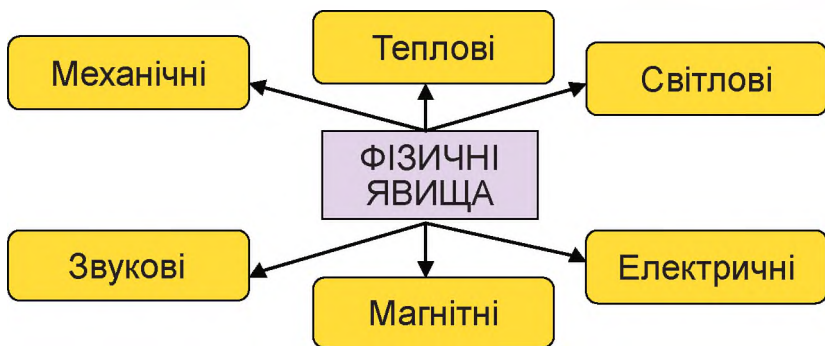 Механічні
Теплові
Світлові
ФІЗИЧНІ
ЯВИЩА
Звукові
Магнітні
Електричні